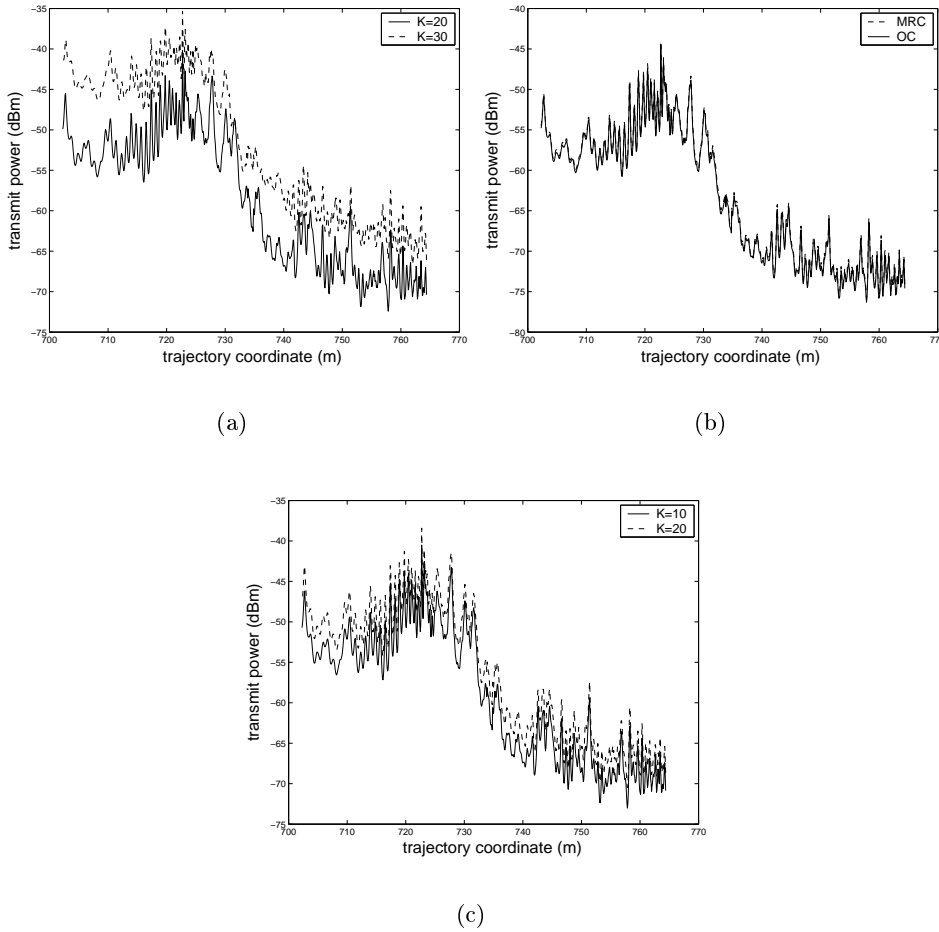 −35
−40
−45
−50
−55
−60
−65
−70
−75
700 710 720 730 740 750 760 770
transmit power (dBm)
trajectory coordinate (m)
K=20
K=30
(a)
−40
−45
−50
−55
−60
−65
−70
−75
−80
700 710 720 730 740 750 760 770
transmit power (dBm)
trajectory coordinate (m)
MRC
OC
(b)
−35
−40
−45
−50
−55
−60
−65
−70
−75
700 710 720 730 740 750 760 770
transmit power (dBm)
trajectory coordinate (m)
K=10
K=20
(c)